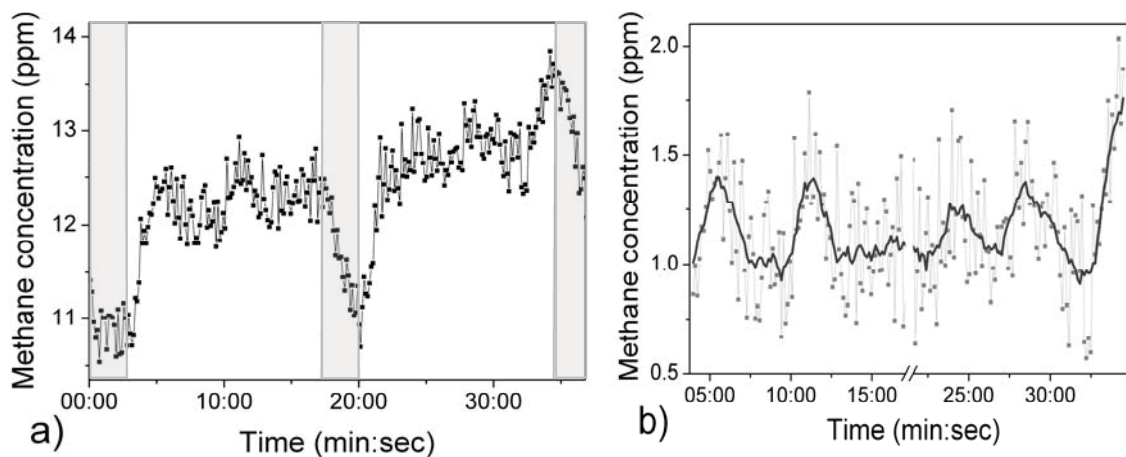 Methane concentration (ppm)
14
13
12
11
00:00 10:00 20:00 30:00
Time (min:sec)
a)
Methane concentration (ppm)
2.0
1.5
1.0
0.5
05:00 10:00 15:00 25:00 30:00
Time (min:sec)
b)